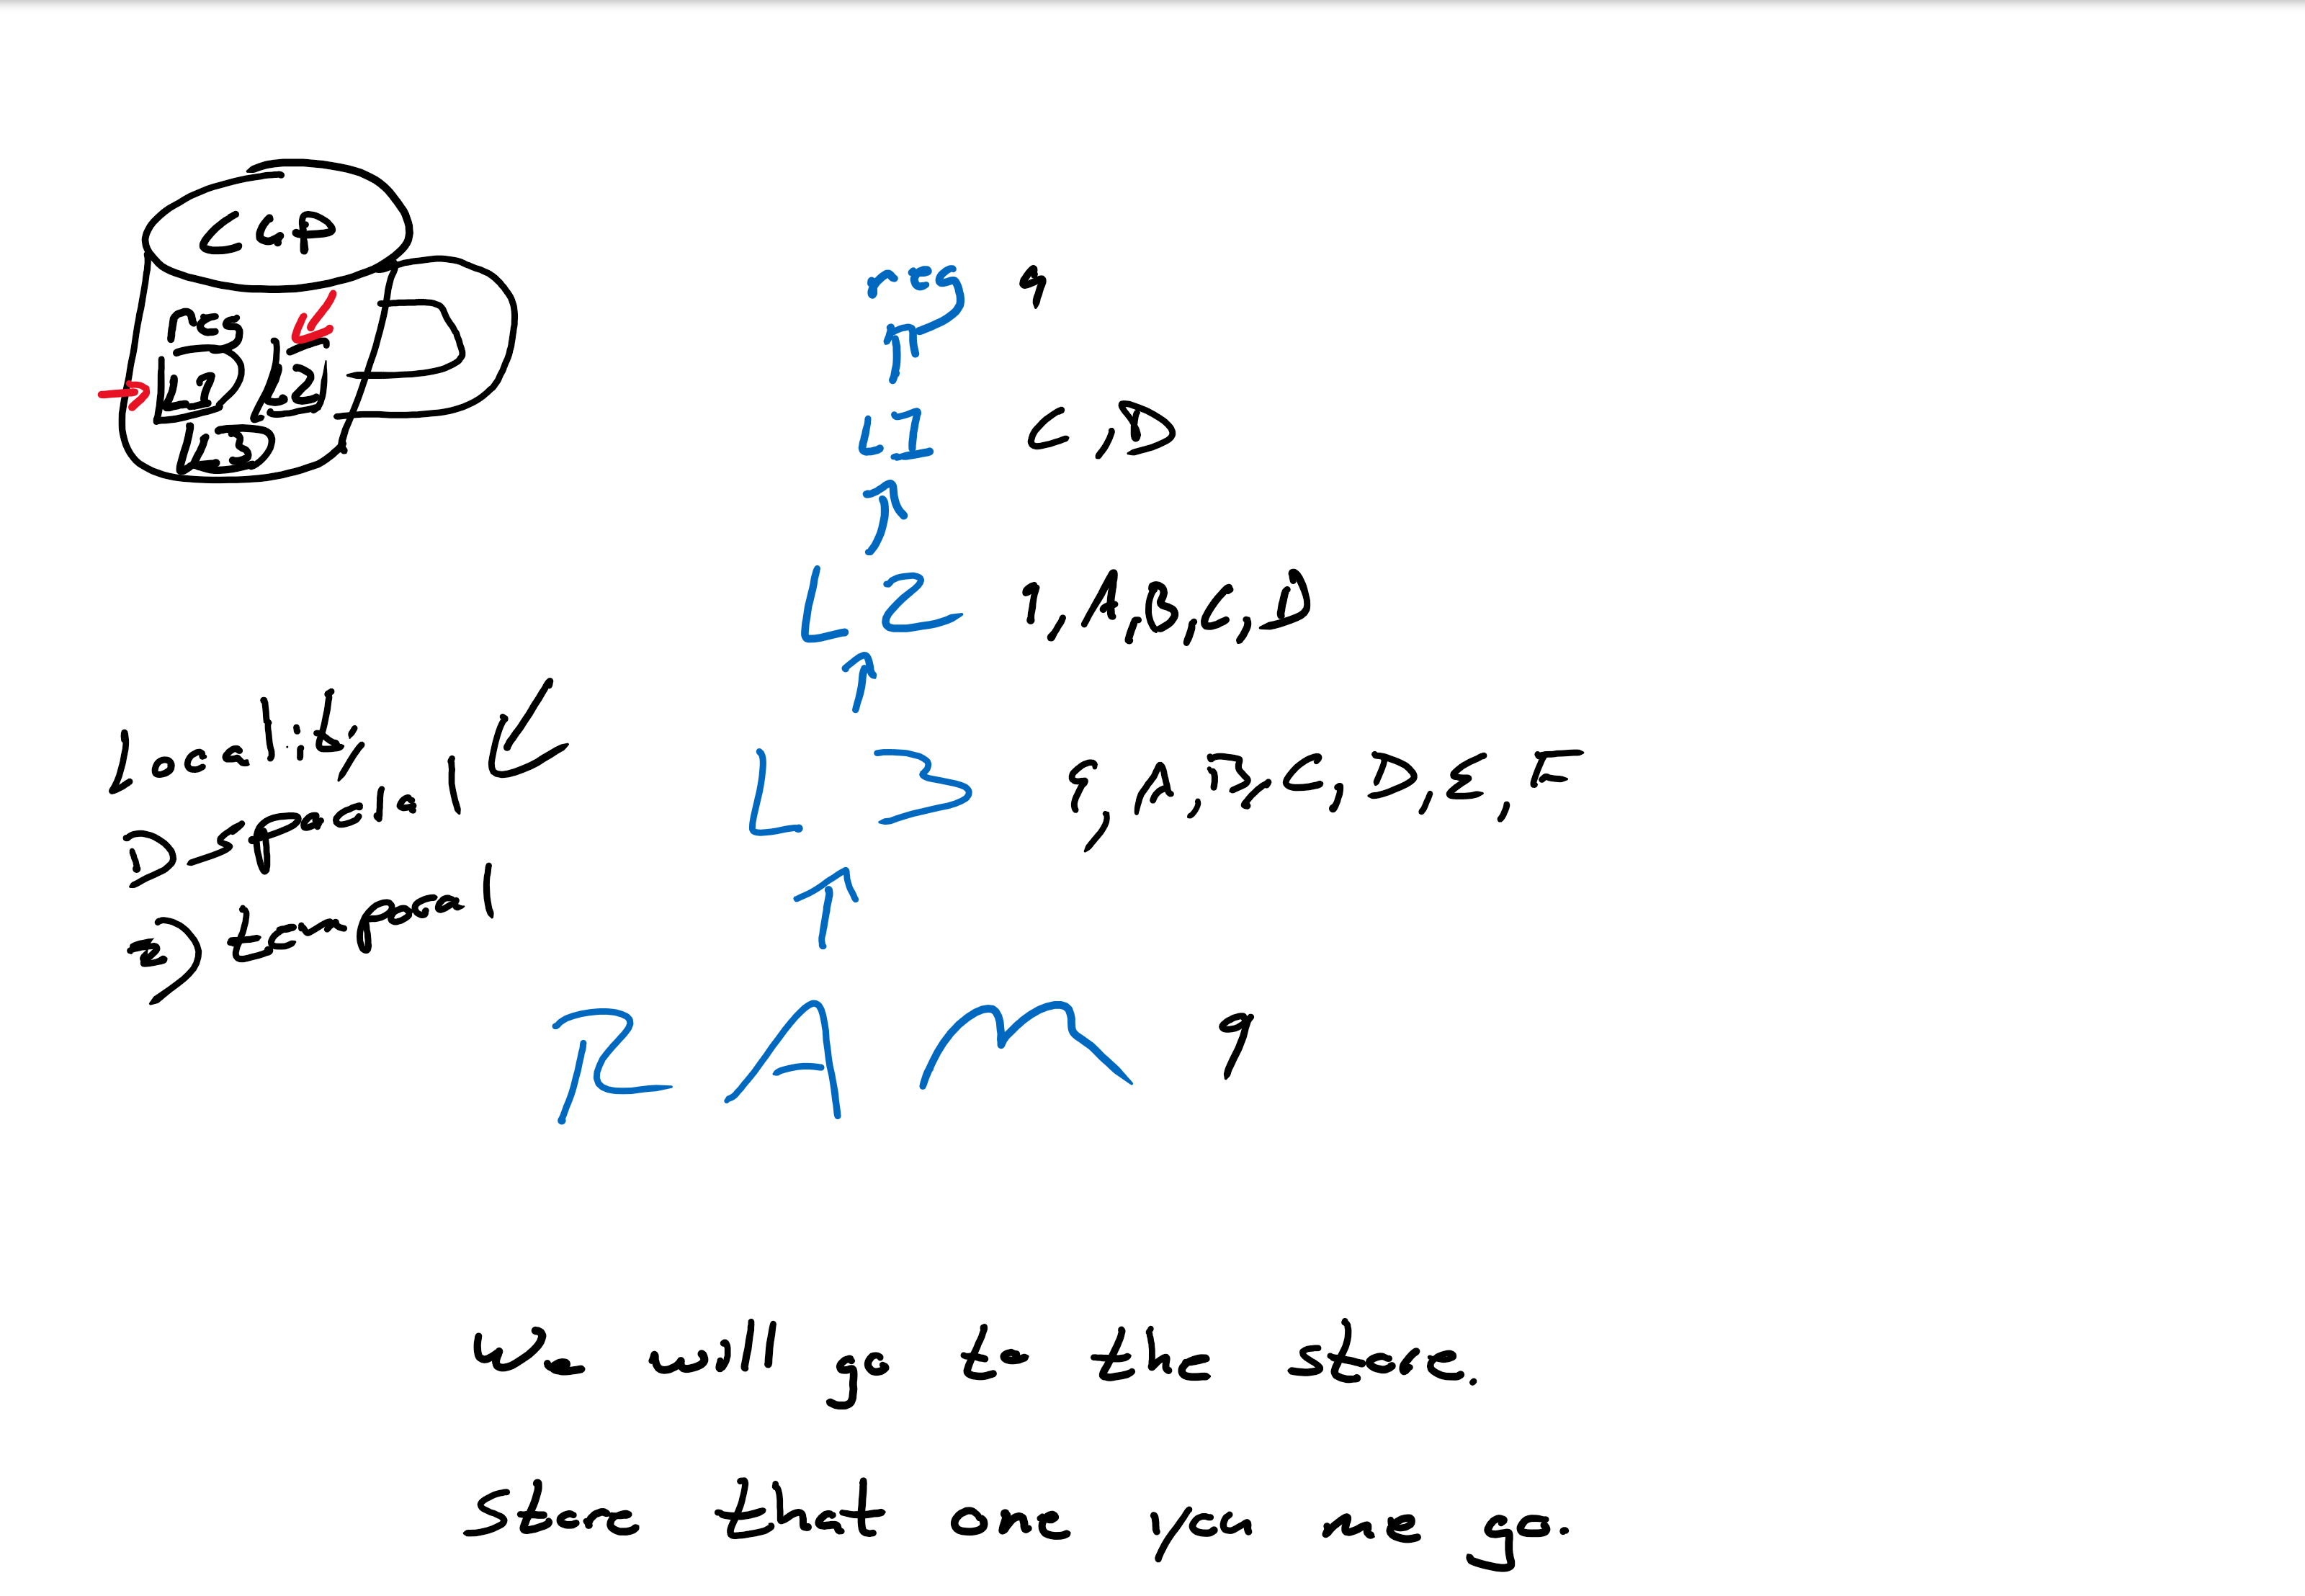 CUP
reg
L1 L2
L3
reg 9
L1 C,D
L2 9,A,B,C,D
L3 9,A,B,C,D,E,F
RAM 9
Locality
1) spacial
2) temporal
we will go to the store.
store that one you me go.